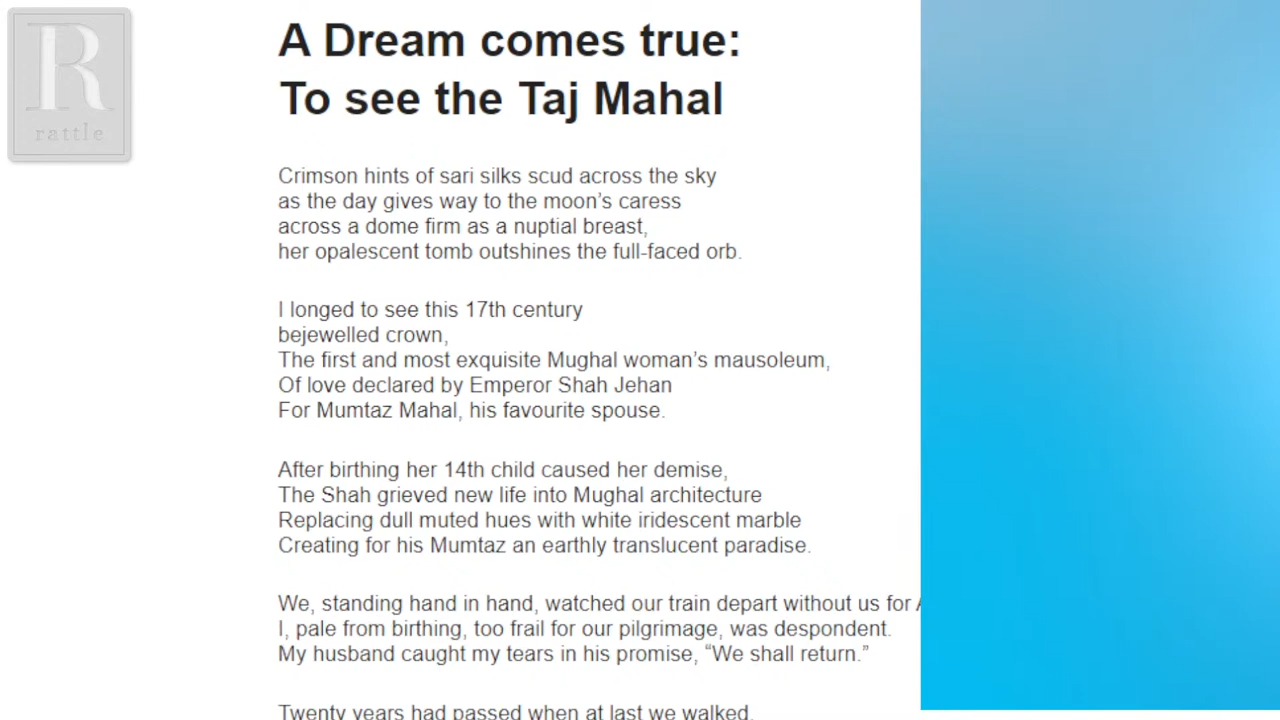 R
rattle
A Dream comes true:
To see the Taj Mahal
Crimson hints of sari silks scud across the sky
as the day gives way to the moon’s caress
across a dome firm as a nuptial breast,
her opalescent tomb outshines the full-faced orb.
I longed to see this 17th century
bejewelled crown,
The first and most exquisite Mughal woman’s mausoleum,
Of love declared by Emperor Shah Jehan
For Mumtaz Mahal, his favourite spouse.
After birthing her 14th child caused her demise,
The Shah grieved new life into Mughal architecture
Replacing dull muted hues with white iridescent marble
Creating for his Mumtaz an earthly translucent paradise.
We, standing hand in hand, watched our train depart without us for
I, pale from birthing, too frail for our pilgrimage, was despondent.
My husband caught my tears in his promise, “We shall return.”
Twenty years had passed when at last we walked,